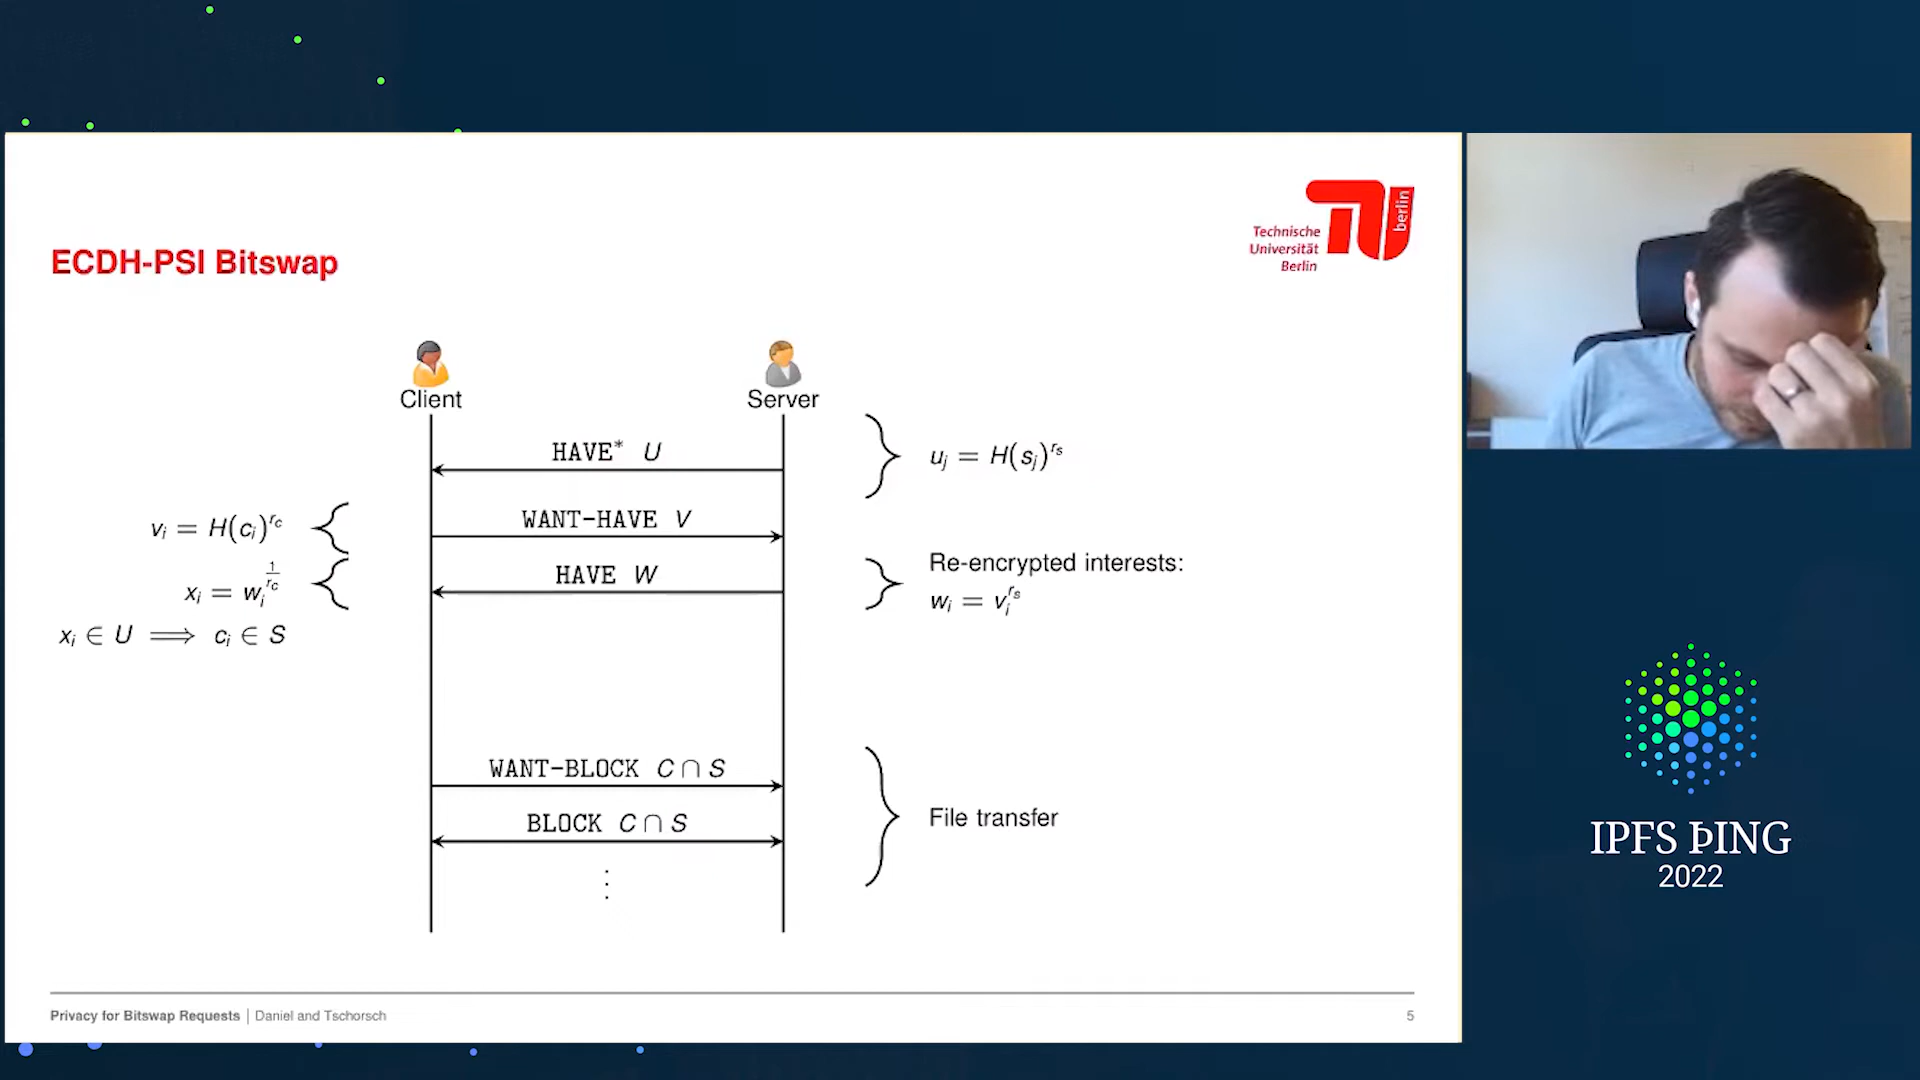 Technische
Universität
Berlin
berlin
ECDH-PSI Bitswap
Client
Server
HAVE* U
u_j = H(s_j)^{r_s}
WANT-HAVE V
v_i = H(c_i)^{r_c}
HAVE W
Re-encrypted interests:
w_i = v_i^{r_s}
x_i = w_i^{\frac{1}{r_c}}
x_i ∈ U ⟹ c_i ∈ S
WANT-BLOCK C ∩ S
BLOCK C ∩ S
File transfer
⋮
Privacy for Bitswap Requests | Daniel and Tschorsch
5
IPFS ÞING
2022